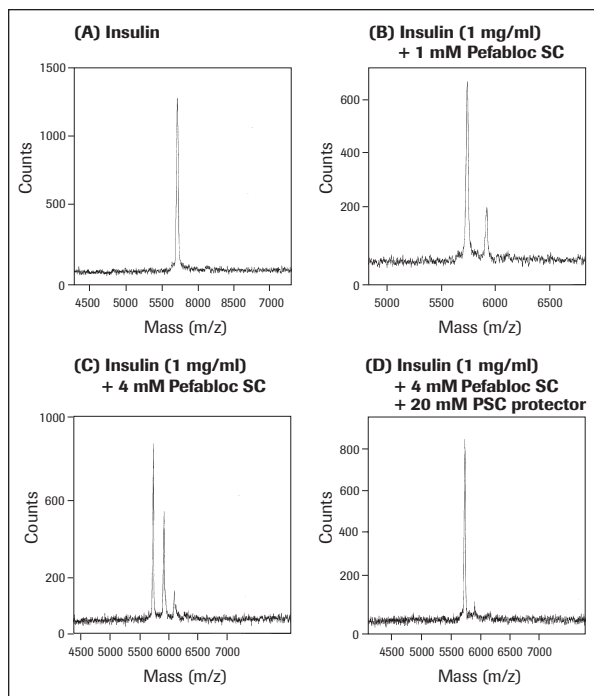 (A) Insulin
1500
1000
500
0
Counts
4500 5000 5500 6000 8000 8500 7000
Mass (m/z)
(B) Insulin (1 mg/ml)
+ 1 mM Pefabloc SC
600
400
200
0
Counts
5000 5500 6000 6500
Mass (m/z)
(C) Insulin (1 mg/ml)
+ 4 mM Pefabloc SC
1000
600
200
0
Counts
4500 5000 5500 6000 6500 7000
Mass (m/z)
(D) Insulin (1 mg/ml)
+ 4 mM Pefabloc SC
+ 20 mM PSC protector
800
600
400
200
0
Counts
4500 5000 5500 6000 6500 7000
Mass (m/z)